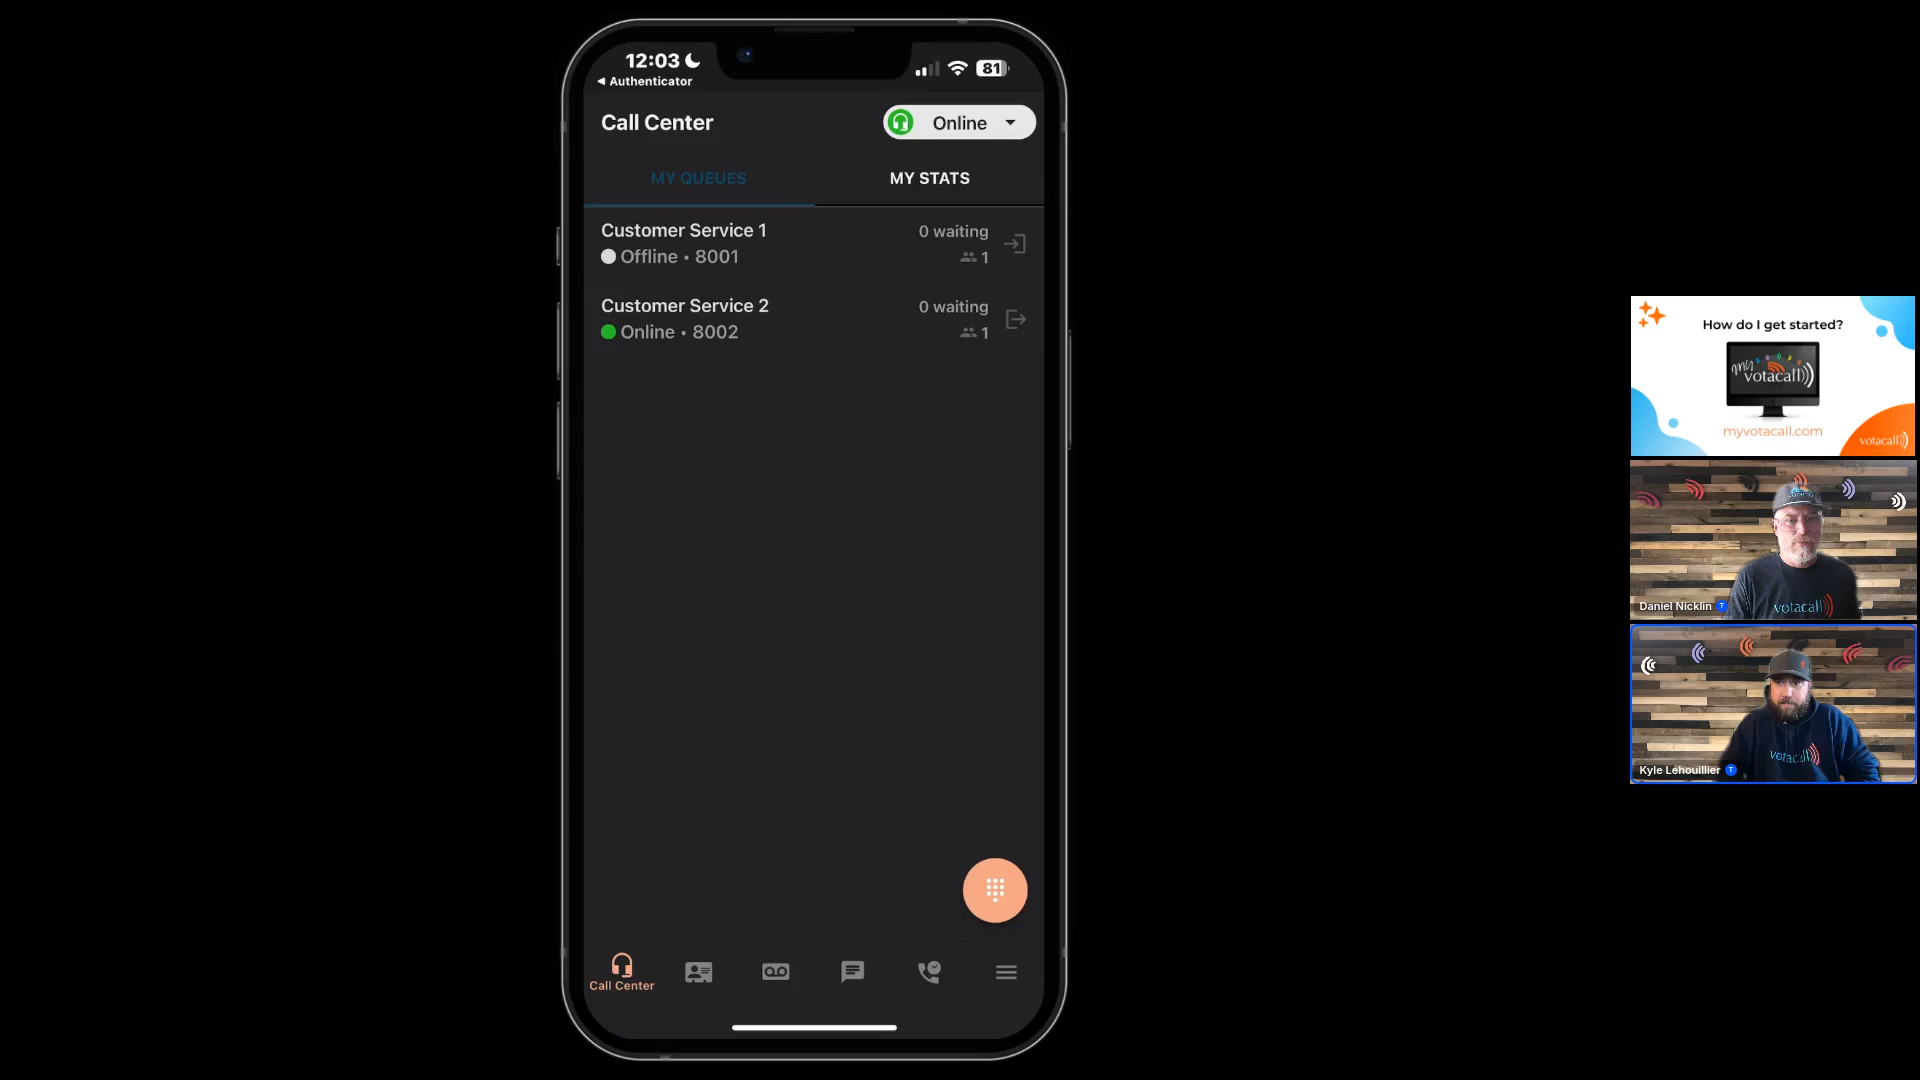 12:03
◄ Authenticator
81
Call Center
Online
MY QUEUES
MY STATS
Customer Service 1
0 waiting
Offline • 8001
1
Customer Service 2
0 waiting
Online • 8002
1
Call Center
How do I get started?
my
votacall
myvotacall.com
votacall
votacall
Daniel Nicklin
T
votacall
Kyle Lehouillier
T